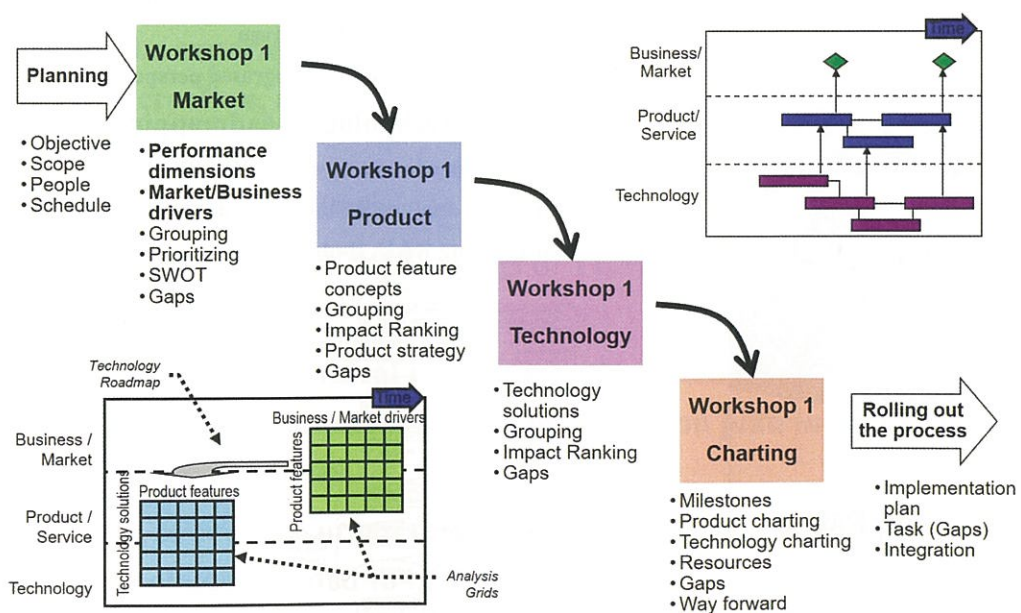 Planning
• Objective
• Scope
• People
• Schedule
Workshop 1
Market
• Performance
dimensions
• Market/Business
drivers
• Grouping
• Prioritizing
• SWOT
• Gaps
Workshop 1
Product
• Product feature
concepts
• Grouping
• Impact Ranking
• Product strategy
• Gaps
Workshop 1
Technology
• Technology
solutions
• Grouping
• Impact Ranking
• Gaps
Workshop 1
Charting
• Milestones
• Product charting
• Technology charting
• Resources
• Gaps
• Way forward
Rolling out
the process
• Implementation
plan
• Task (Gaps)
• Integration
Time
Business/
Market
Product/
Service
Technology
Technology
Roadmap
Time
Business / Market drivers
Product features
Business /
Market
Product features
Technology solutions
Product /
Service
Technology
Analysis
Grids